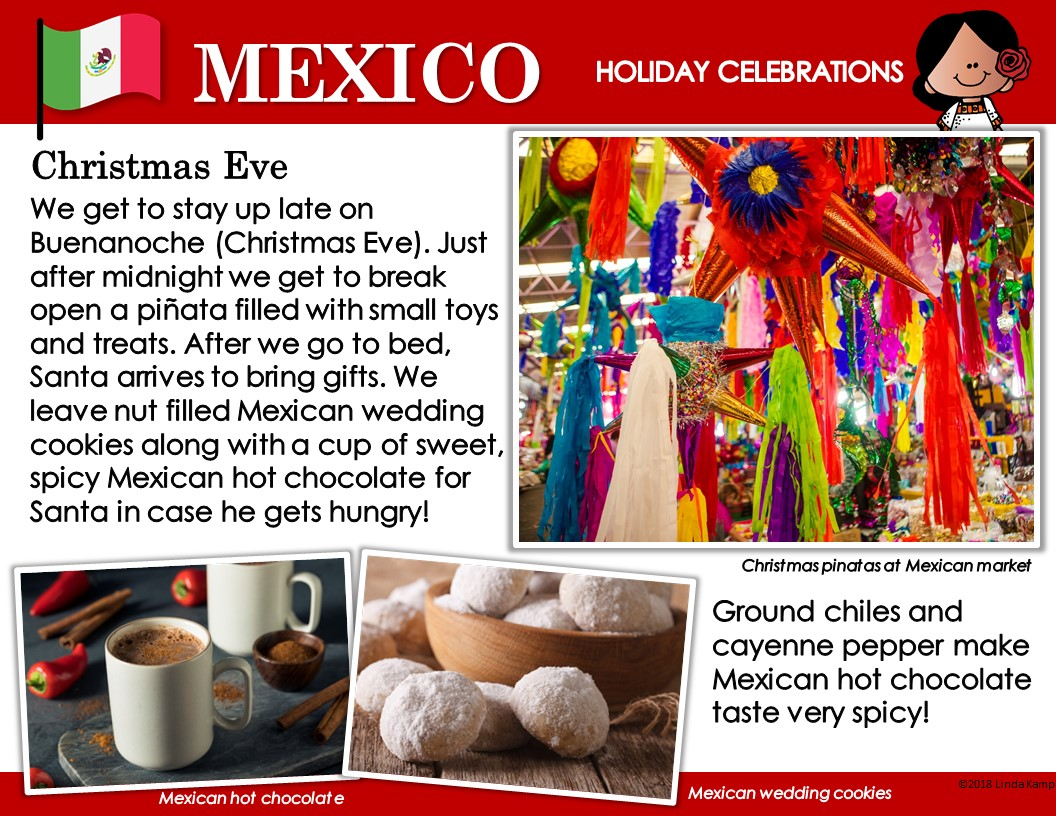 MEXICO
HOLIDAY CELEBRATIONS
Christmas Eve
We get to stay up late on
Buenanoche (Christmas Eve). Just
after midnight we get to break
open a piñata filled with small toys
and treats. After we go to bed,
Santa arrives to bring gifts. We
leave nut filled Mexican wedding
cookies along with a cup of sweet,
spicy Mexican hot chocolate for
Santa in case he gets hungry!
Christmas pinatas at Mexican market
Ground chiles and
cayenne pepper make
Mexican hot chocolate
taste very spicy!
Mexican hot chocolate
Mexican wedding cookies
©2018 Linda Kamp